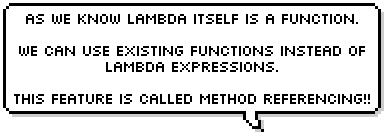 AS WE KNOW LAMBDA ITSELF IS A FUNCTION.
WE CAN USE EXISTING FUNCTIONS INSTEAD OF
LAMBDA EXPRESSIONS.
THIS FEATURE IS CALLED METHOD REFERENCING!!